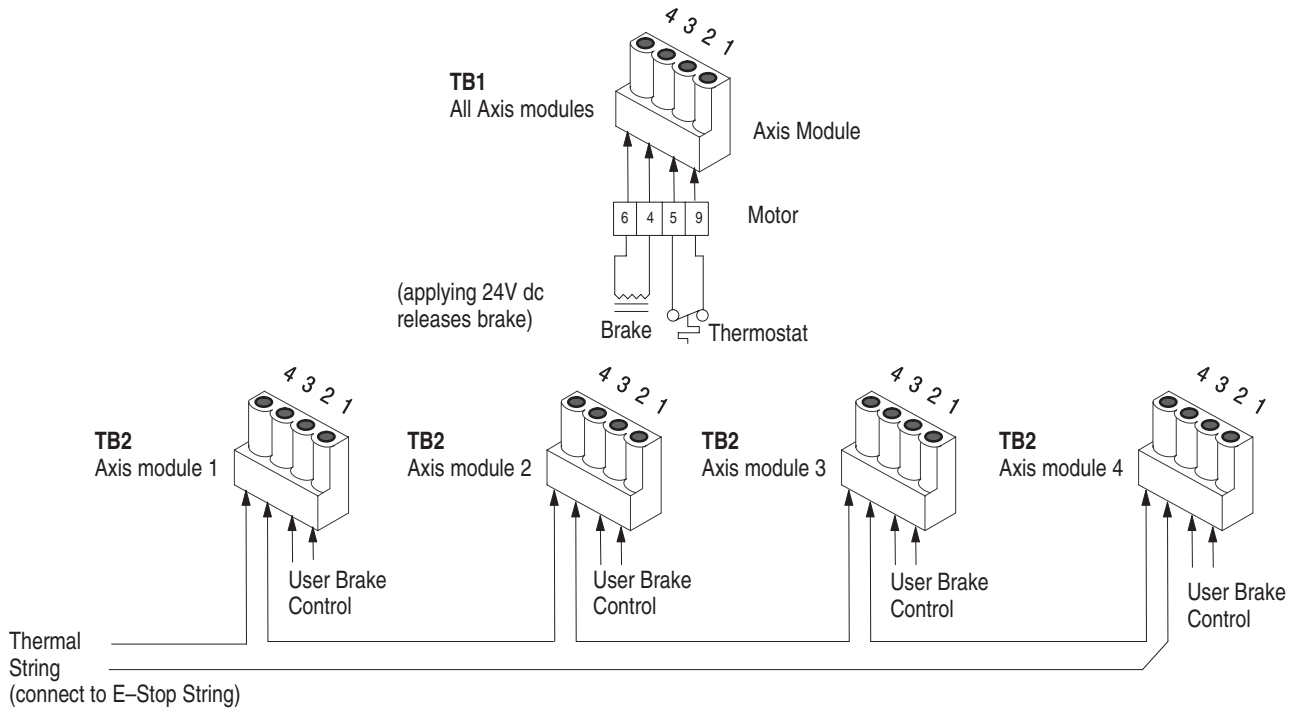 4 3 2 1
TB1
All Axis modules
Axis Module
6 4 5 9
Motor
(applying 24V dc
releases brake)
Brake
Thermostat
4 3 2 1
TB2
Axis module 1
User Brake
Control
4 3 2 1
TB2
Axis module 2
User Brake
Control
4 3 2 1
TB2
Axis module 3
User Brake
Control
4 3 2 1
TB2
Axis module 4
User Brake
Control
Thermal
String
(connect to E–Stop String)